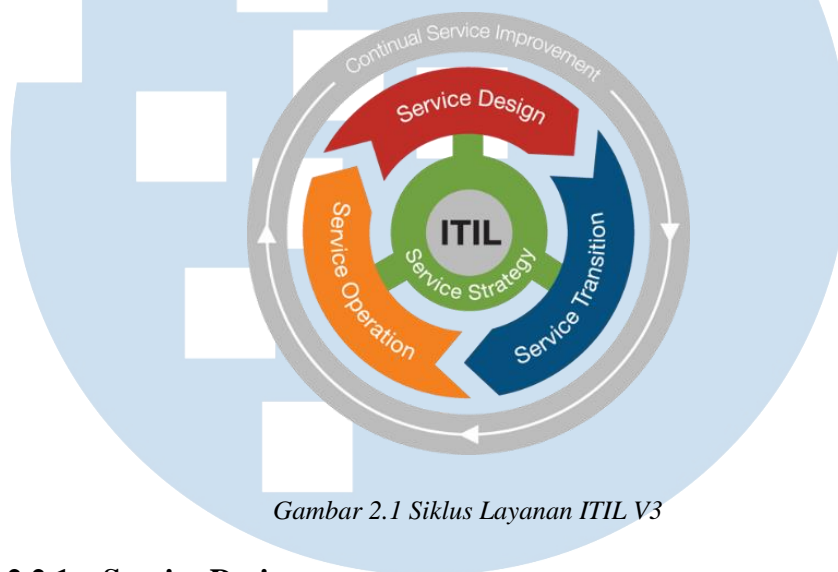 Continual Service Improvement
Service Design
ITIL
Service Strategy
Service Operation
Service Transition
Gambar 2.1 Siklus Layanan ITIL V3